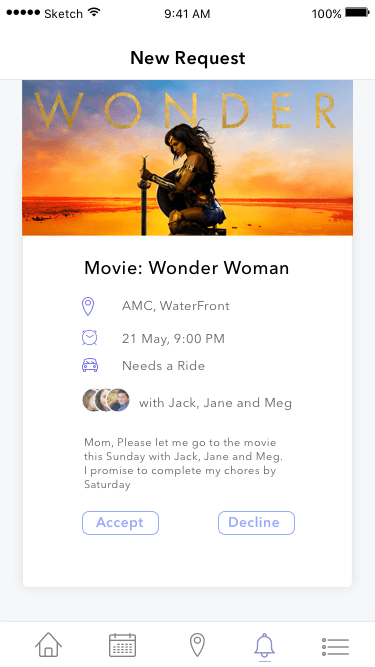 Sketch
9:41 AM
100%
New Request
WONDER
Movie: Wonder Woman
AMC, WaterFront
21 May, 9:00 PM
Needs a Ride
with Jack, Jane and Meg
Mom, Please let me go to the movie
this Sunday with Jack, Jane and Meg.
I promise to complete my chores by
Saturday
Accept
Decline